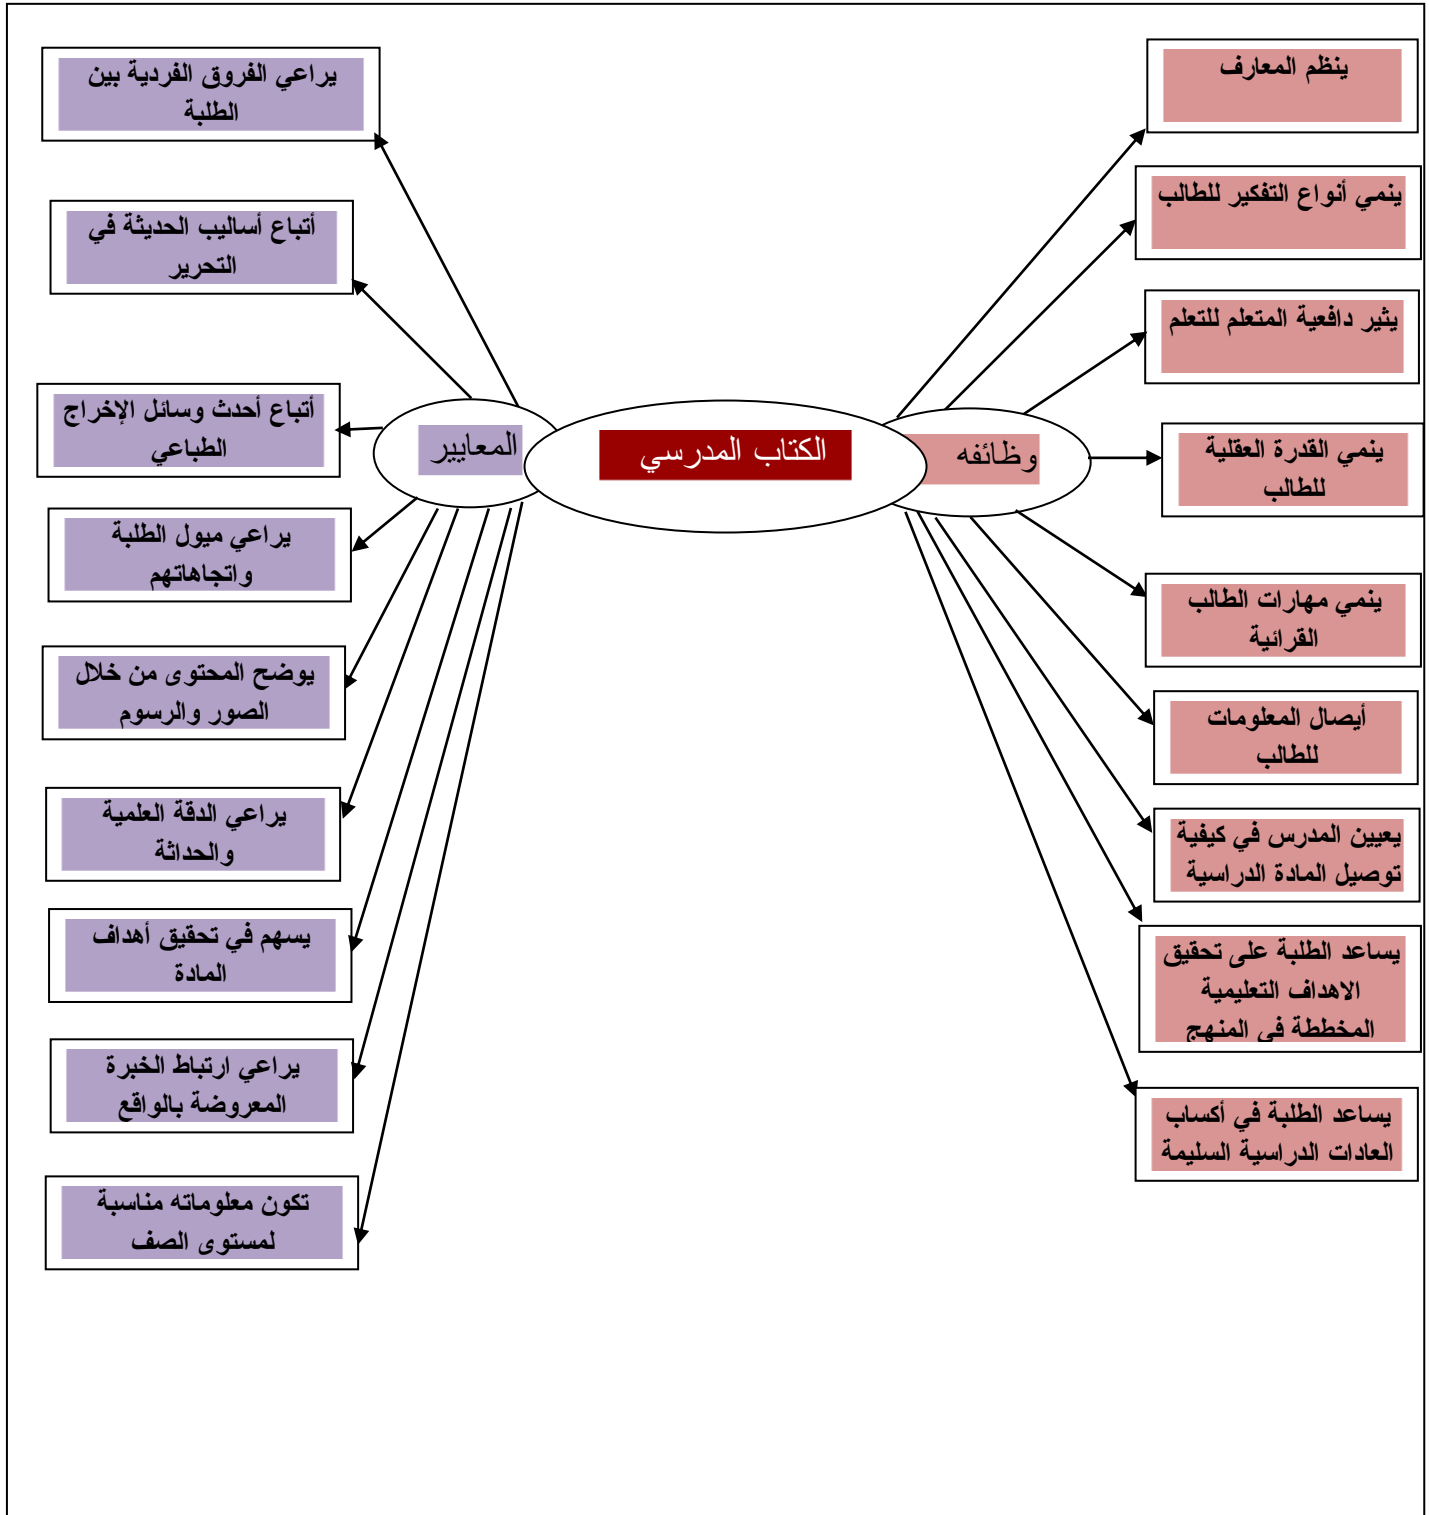 الكتاب المدرسي
وظائفه
ينظم المعارف
ينمي أنواع التفكير للطالب
يثير دافعية المتعلم للتعلم
ينمي القدرة العقلية
للطالب
ينمي مهارات الطالب
القرائية
أيصال المعلومات
للطالب
يعيين المدرس في كيفية
توصيل المادة الدراسية
يساعد الطلبة على تحقيق
الاهداف التعليمية
المخططة في المنهج
يساعد الطلبة في أكساب
العادات الدراسية السليمة
المعايير
يراعي الفروق الفردية بين
الطلبة
أتباع أساليب الحديثة في
التحرير
أتباع أحدث وسائل الإخراج
الطباعي
يراعي ميول الطلبة
واتجاهاتهم
يوضح المحتوى من خلال
الصور والرسوم
يراعي الدقة العلمية
والحداثة
يسهم في تحقيق أهداف
المادة
يراعي ارتباط الخبرة
المعروضة بالواقع
تكون معلوماته مناسبة
لمستوى الصف